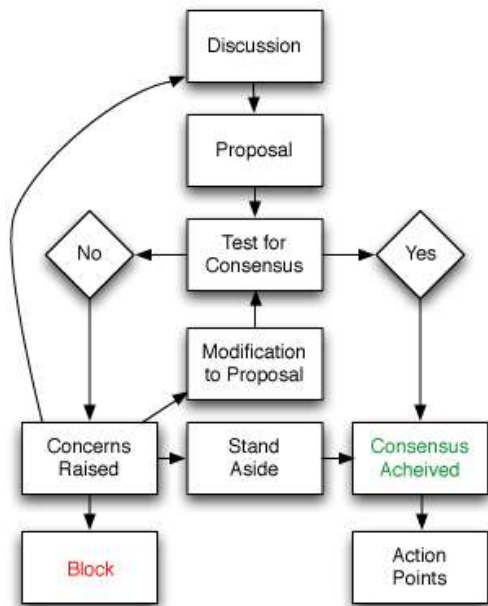 Discussion
Proposal
No
Test for
Consensus
Yes
Modification
to Proposal
Concerns
Raised
Stand
Aside
Consensus
Acheived
Block
Action
Points